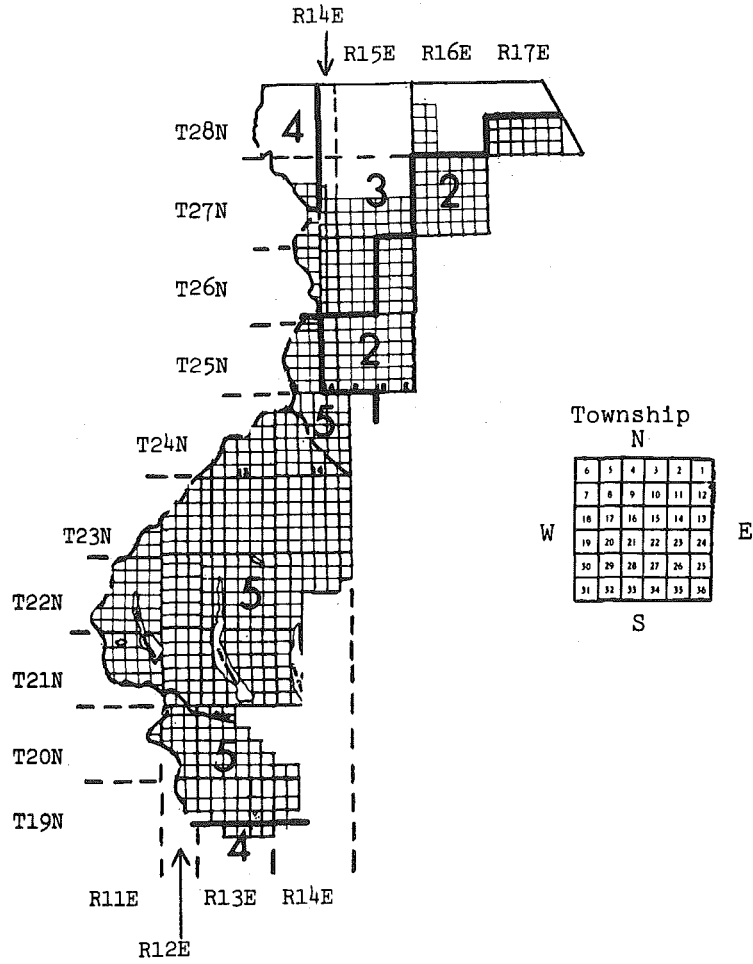 R14E
R15E R16E R17E
T28N
4
3
2
T27N
T26N
T25N
2
5
T24N
13
14
T23N
5
T22N
T21N
T20N
5
T19N
4
R11E R13E R14E
R12E
Township
N
6 5 4 3 2 1
7 8 9 10 11 12
18 17 16 15 14 13
W
19 20 21 22 23 24
E
30 29 28 27 26 25
31 32 33 34 35 36
S